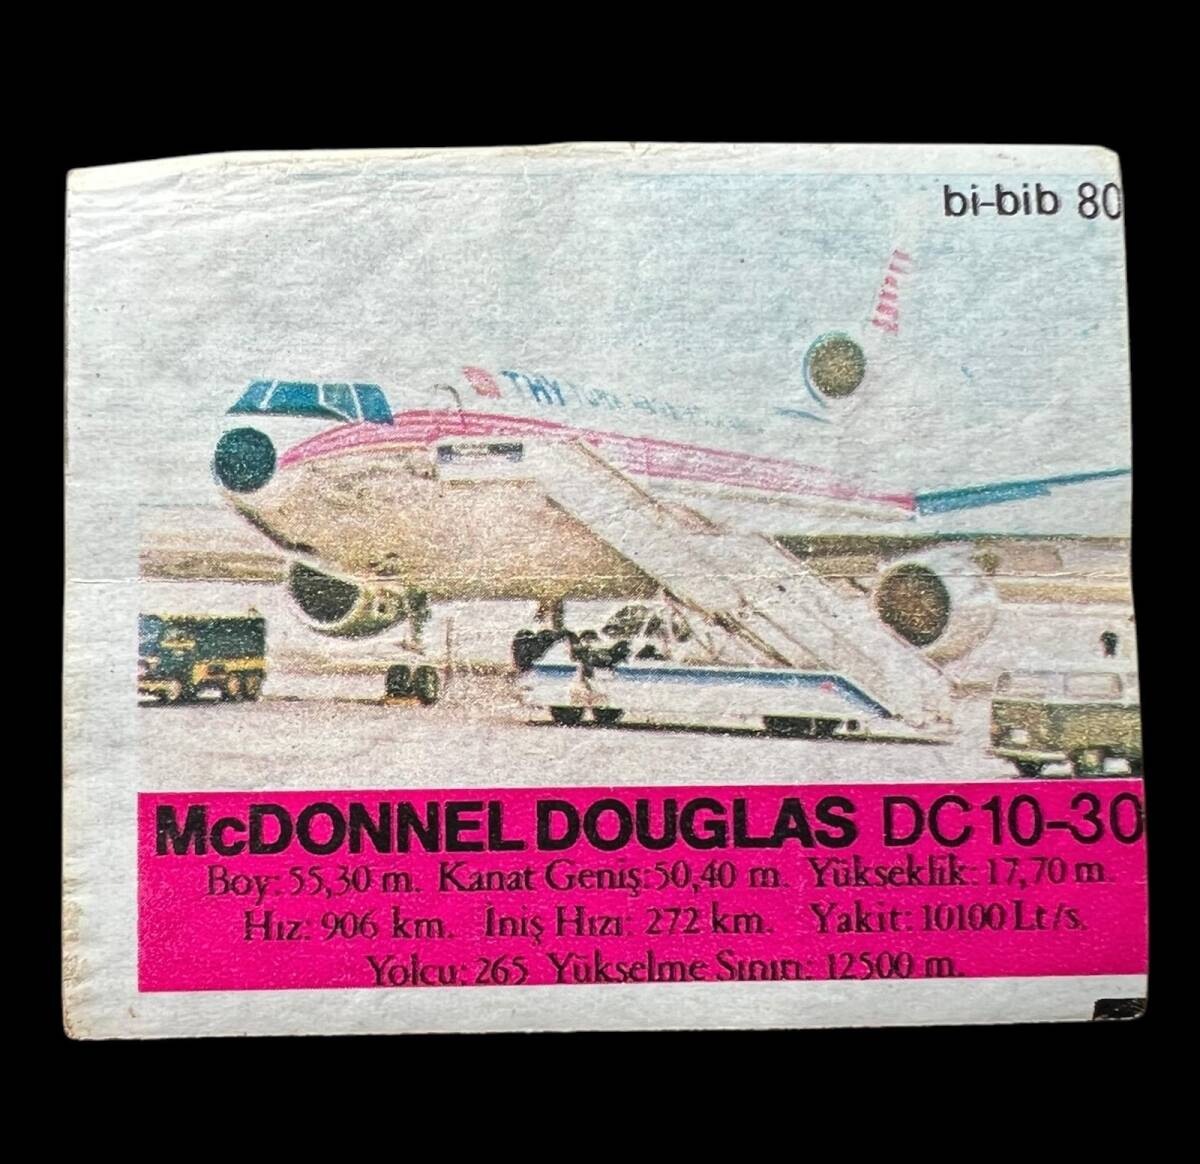 bi-bib 80
THY
McDONNEL DOUGLAS DC10-30
Boy: 55,30 m. Kanat Geniş:50,40 m. Yükseklik: 17,70 m.
Hız: 906 km. İniş Hızı: 272 km. Yakit: 10100 Lt/s.
Yolcu: 265 Yükselme Sınırı: 12500 m.